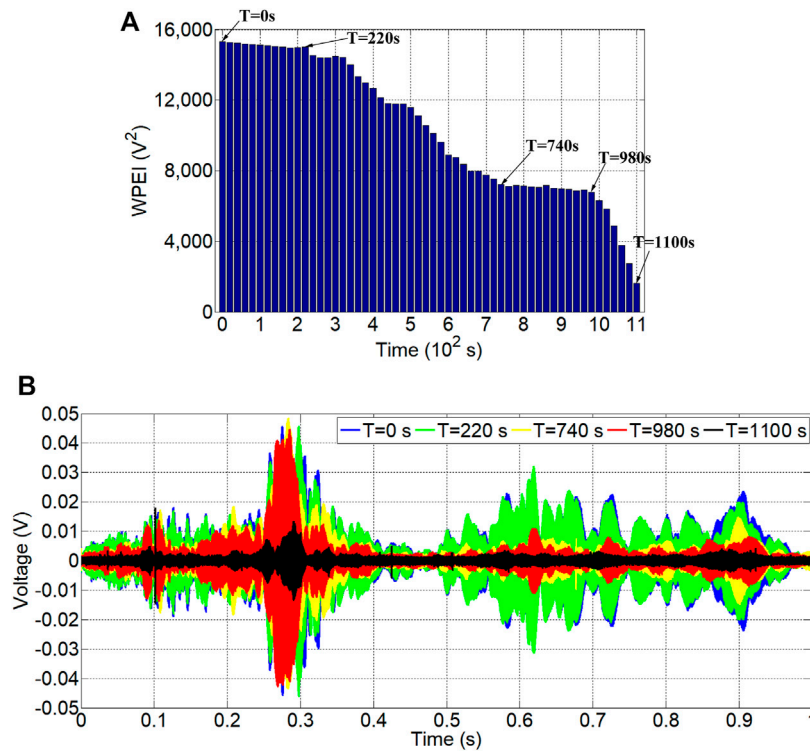 A
T=0s
T=220s
T=740s
T=980s
T=1100s
16,000
12,000
8,000
4,000
0
WPEI (V²)
0 1 2 3 4 5 6 7 8 9 10 11
Time (10² s)
B
T=0 s T=220 s T=740 s T=980 s T=1100 s
0.05
0.04
0.03
0.02
0.01
0
-0.01
-0.02
-0.03
-0.04
-0.05
Voltage (V)
0 0.1 0.2 0.3 0.4 0.5 0.6 0.7 0.8 0.9
Time (s)